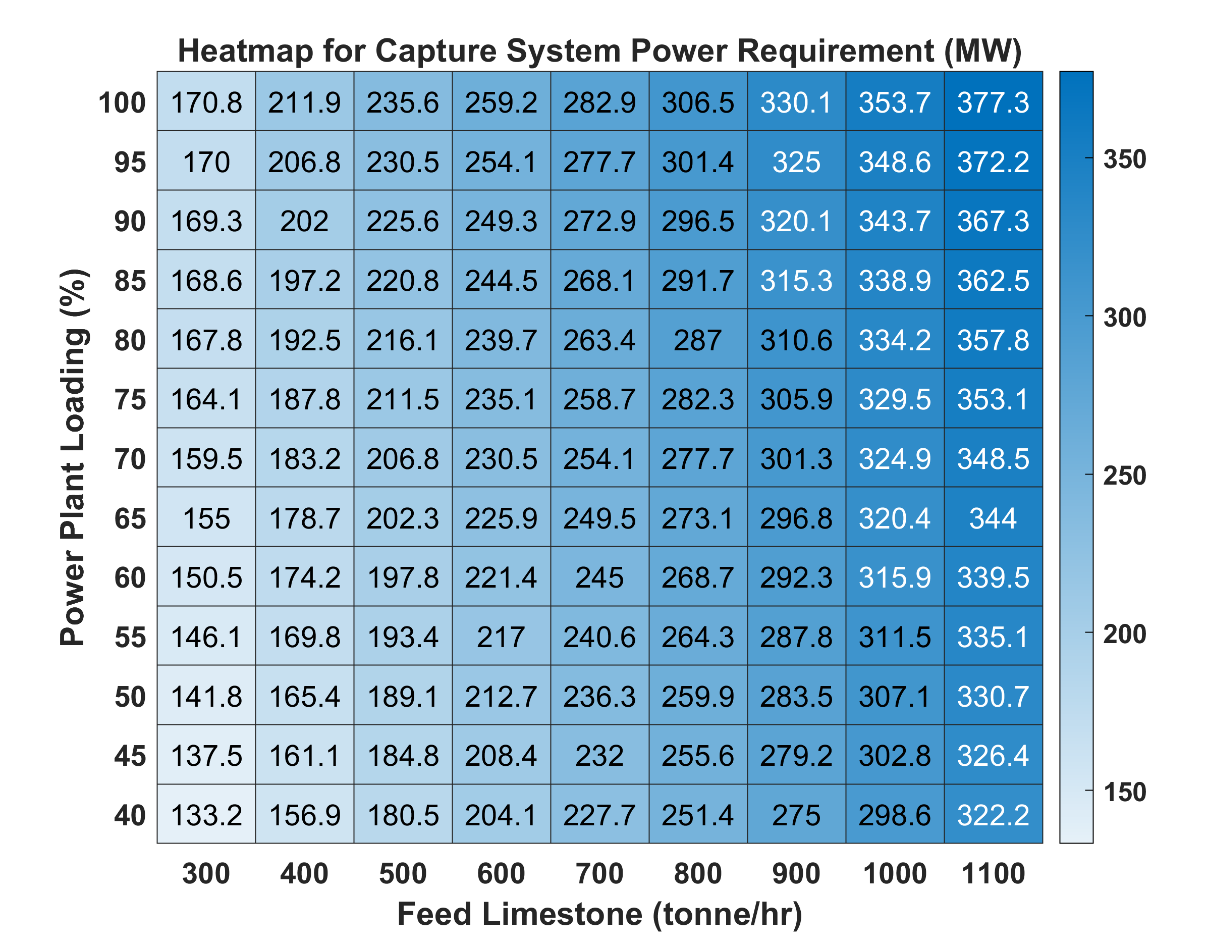 Heatmap for Capture System Power Requirement (MW)
100 170.8 211.9 235.6 259.2 282.9 306.5 330.1 353.7 377.3
95 170 206.8 230.5 254.1 277.7 301.4 325 348.6 372.2
350
90 169.3 202 225.6 249.3 272.9 296.5 320.1 343.7 367.3
85 168.6 197.2 220.8 244.5 268.1 291.7 315.3 338.9 362.5
300
80 167.8 192.5 216.1 239.7 263.4 287 310.6 334.2 357.8
75 164.1 187.8 211.5 235.1 258.7 282.3 305.9 329.5 353.1
70 159.5 183.2 206.8 230.5 254.1 277.7 301.3 324.9 348.5
250
65 155 178.7 202.3 225.9 249.5 273.1 296.8 320.4 344
60 150.5 174.2 197.8 221.4 245 268.7 292.3 315.9 339.5
55 146.1 169.8 193.4 217 240.6 264.3 287.8 311.5 335.1
200
50 141.8 165.4 189.1 212.7 236.3 259.9 283.5 307.1 330.7
45 137.5 161.1 184.8 208.4 232 255.6 279.2 302.8 326.4
150
40 133.2 156.9 180.5 204.1 227.7 251.4 275 298.6 322.2
Power Plant Loading (%)
300 400 500 600 700 800 900 1000 1100
Feed Limestone (tonne/hr)